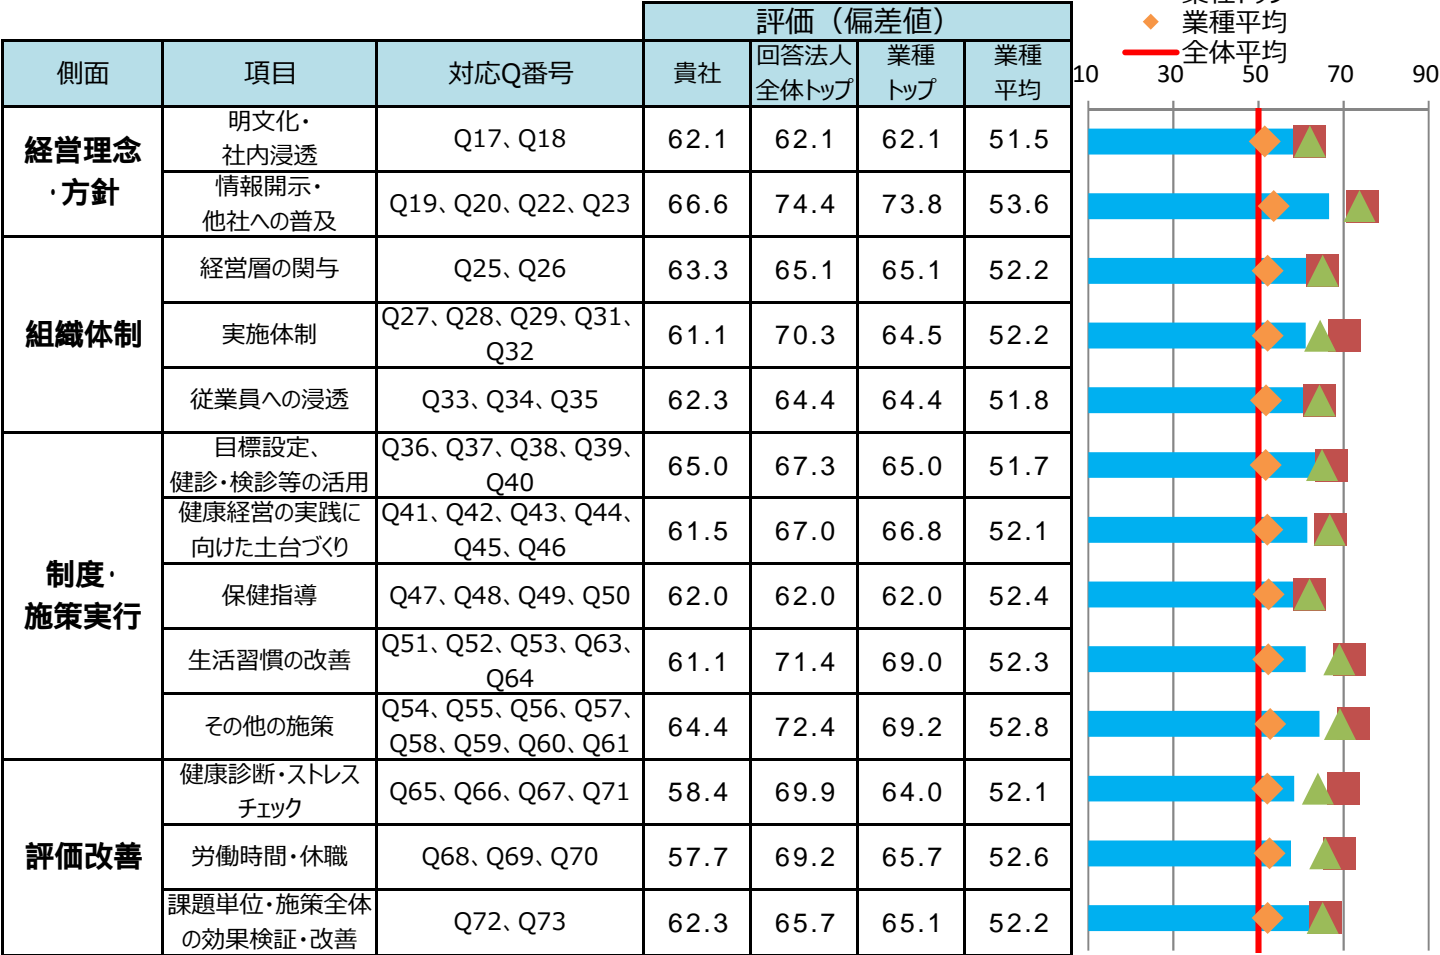 評価（偏差値）
業種平均
全体平均
側面 項目 対応Q番号 貴社 回答法人 業種 業種
全体トップ トップ 平均
10 30 50 70 90
経営理念
・方針
明文化・
社内浸透
Q17、Q18 62.1 62.1 62.1 51.5
情報開示・
他社への普及
Q19、Q20、Q22、Q23 66.6 74.4 73.8 53.6
組織体制
経営層の関与 Q25、Q26 63.3 65.1 65.1 52.2
実施体制
Q27、Q28、Q29、Q31、
Q32
61.1 70.3 64.5 52.2
従業員への浸透 Q33、Q34、Q35 62.3 64.4 64.4 51.8
制度・
施策実行
目標設定、
健診・検診等の活用
Q36、Q37、Q38、Q39、
Q40
65.0 67.3 65.0 51.7
健康経営の実践に
向けた土台づくり
Q41、Q42、Q43、Q44、
Q45、Q46
61.5 67.0 66.8 52.1
保健指導 Q47、Q48、Q49、Q50 62.0 62.0 62.0 52.4
生活習慣の改善
Q51、Q52、Q53、Q63、
Q64
61.1 71.4 69.0 52.3
その他の施策
Q54、Q55、Q56、Q57、
Q58、Q59、Q60、Q61
64.4 72.4 69.2 52.8
評価改善
健康診断・ストレス
チェック
Q65、Q66、Q67、Q71 58.4 69.9 64.0 52.1
労働時間・休職 Q68、Q69、Q70 57.7 69.2 65.7 52.6
課題単位・施策全体
の効果検証・改善
Q72、Q73 62.3 65.7 65.1 52.2